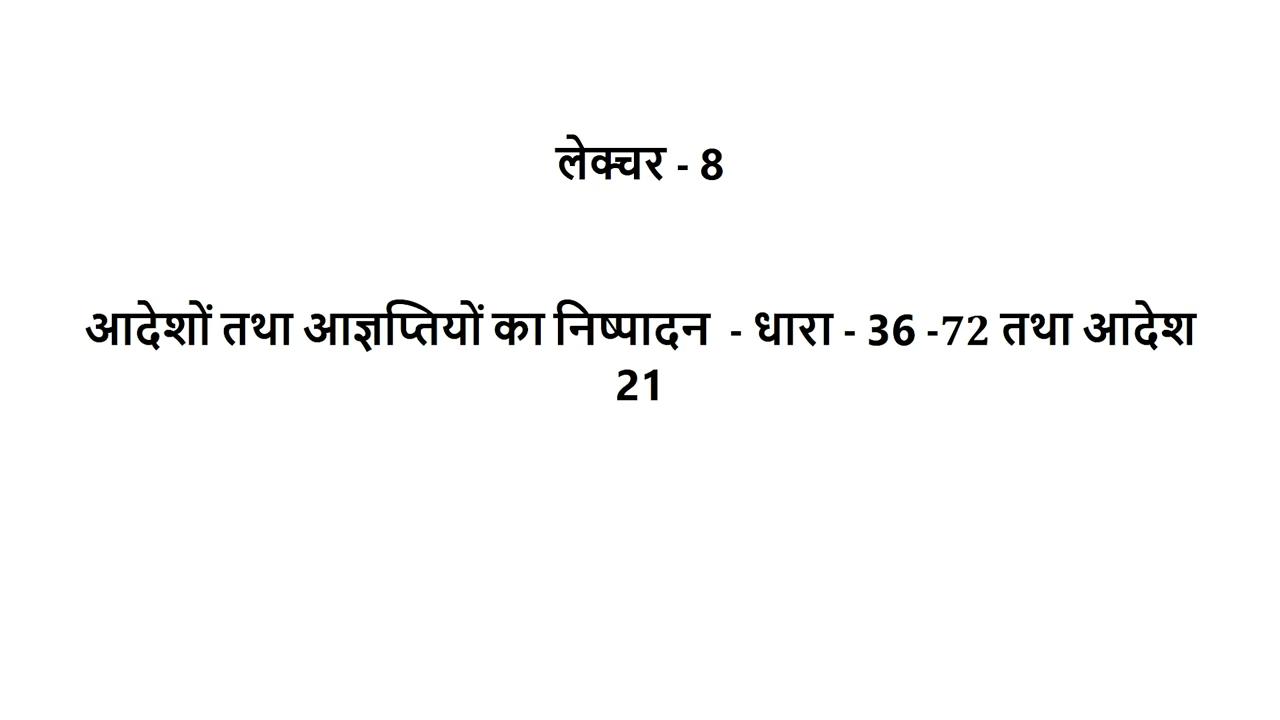 लेक्चर - 8
आदेशों तथा आज्ञप्तियों का निष्पादन - धारा - 36 -72 तथा आदेश
21